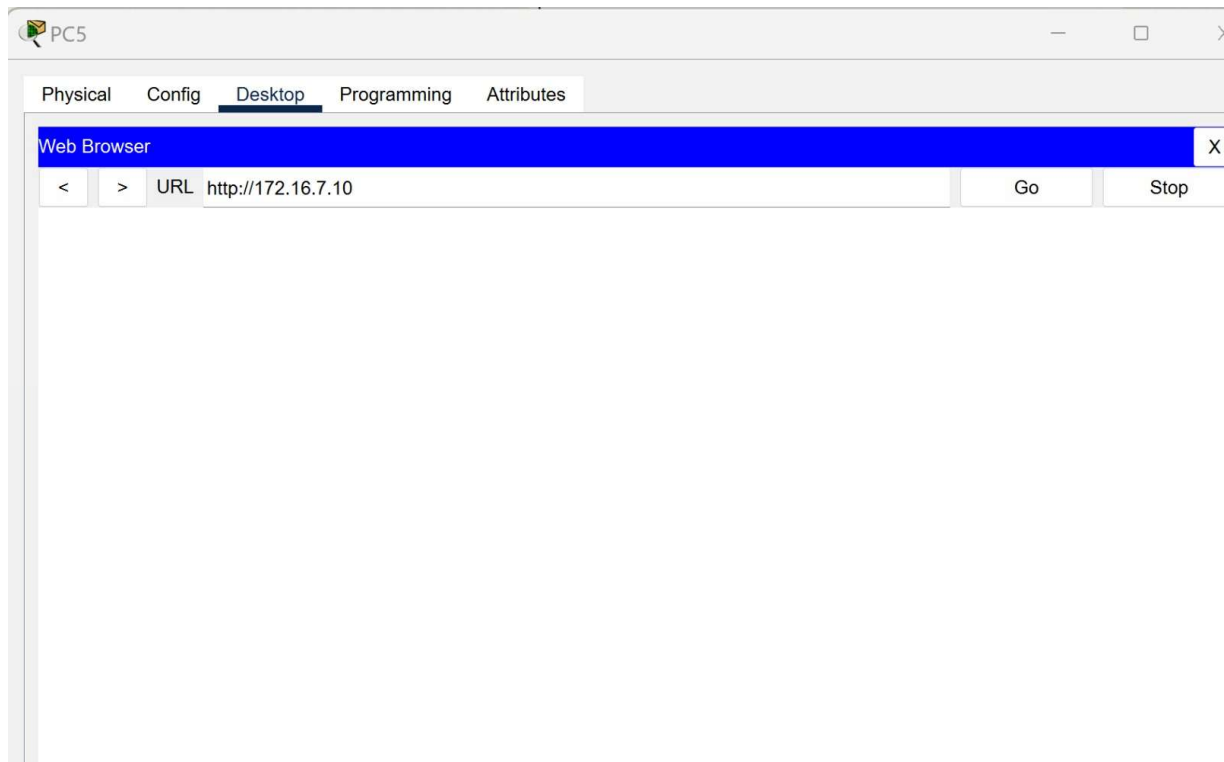 PC5
Physical Config Desktop Programming Attributes
Web Browser X
< > URL http://172.16.7.10 Go Stop